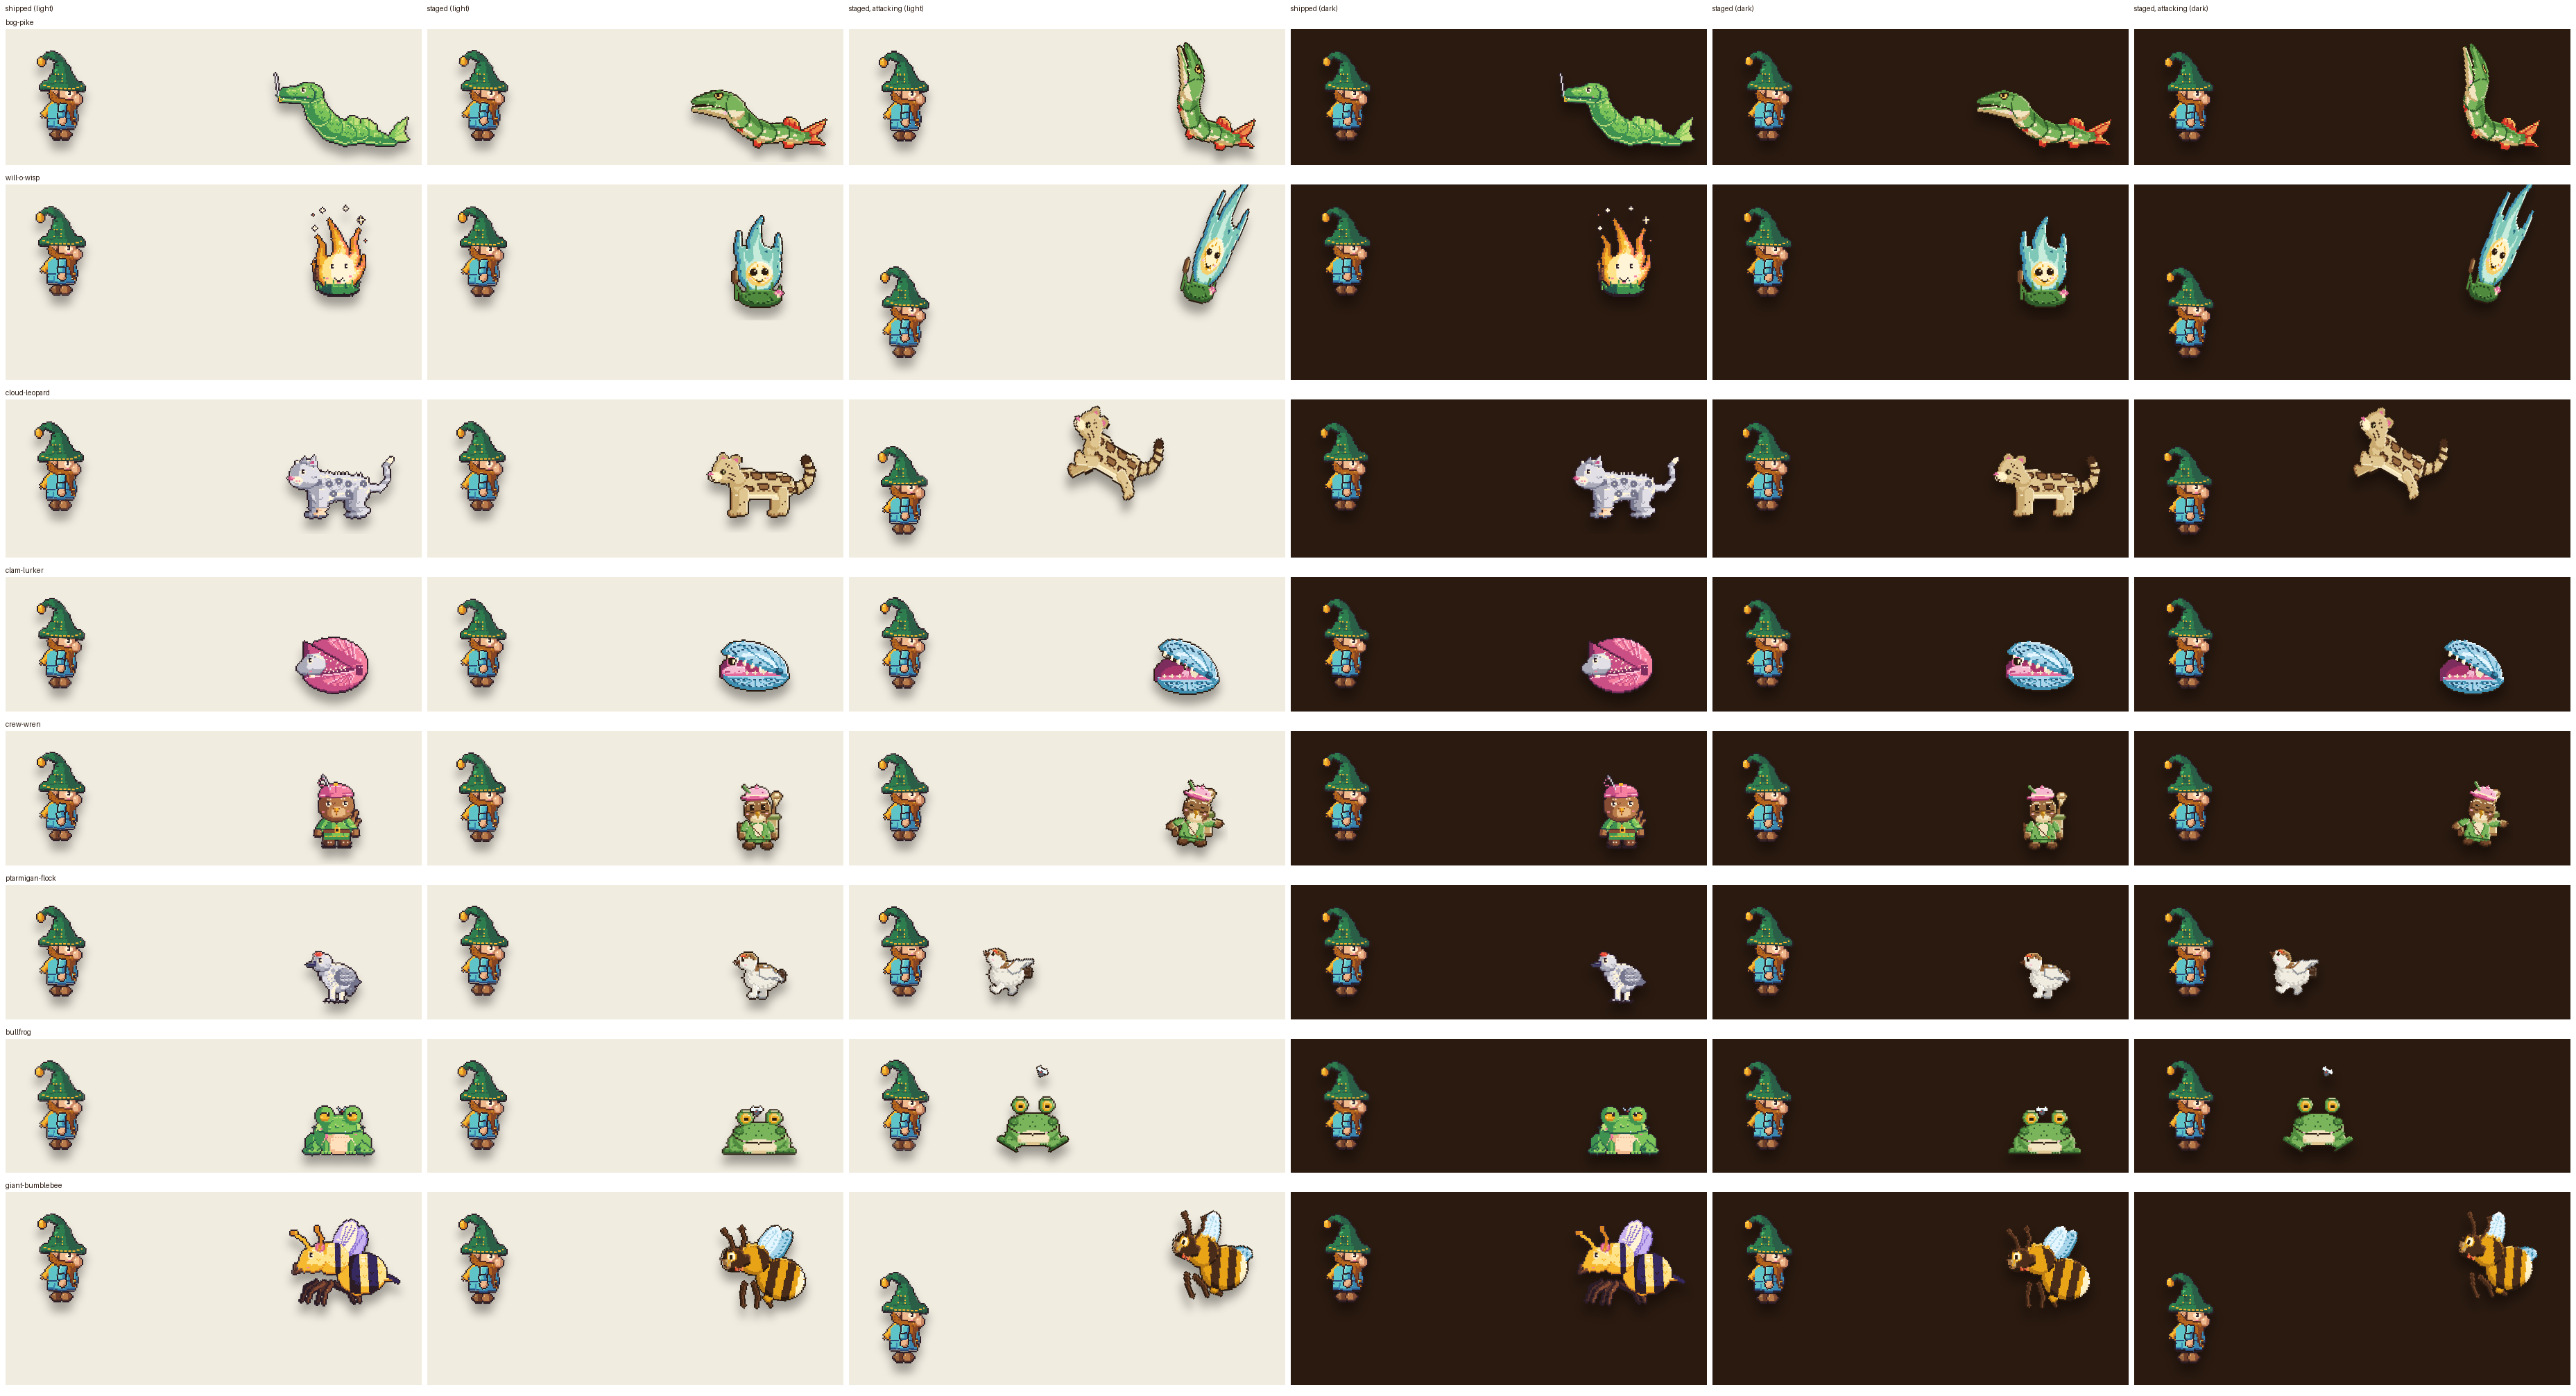 shipped (light) staged (light) staged, attacking (light) shipped (dark) staged (dark) staged, attacking (dark)
bog-pike
will-o-wisp
cloud-leopard
clam-lurker
crew-wren
ptarmigan-flock
bullfrog
giant-bumblebee